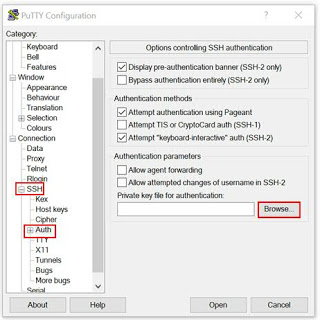 PuTTY Configuration
Category:
Keyboard
Bell
Features
Window
Appearance
Behaviour
Translation
Selection
Colours
Connection
Data
Proxy
Telnet
Rlogin
SSH
Kex
Host keys
Cipher
Auth
TTY
X11
Tunnels
Bugs
More bugs
Serial
Options controlling SSH authentication
Display pre-authentication banner (SSH-2 only)
Bypass authentication entirely (SSH-2 only)
Authentication methods
Attempt authentication using Pageant
Attempt TIS or CryptoCard auth (SSH-1)
Attempt "keyboard-interactive" auth (SSH-2)
Authentication parameters
Allow agent forwarding
Allow attempted changes of username in SSH-2
Private key file for authentication:
Browse...
About
Help
Open
Cancel